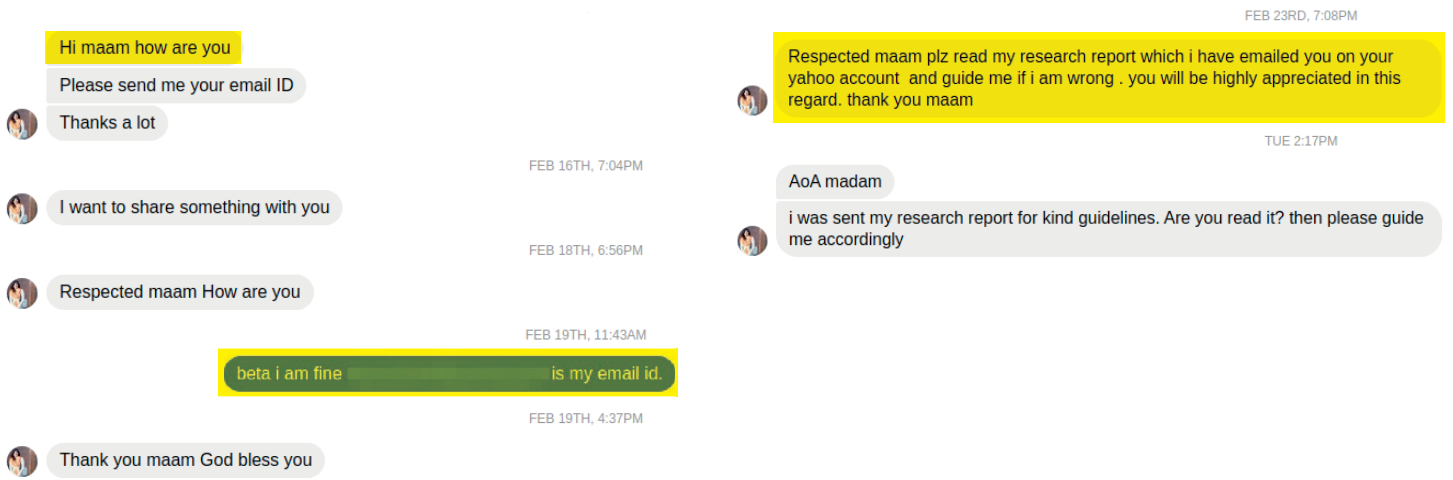 Hi maam how are you
Please send me your email ID
Thanks a lot
FEB 16TH, 7:04PM
I want to share something with you
FEB 18TH, 6:56PM
Respected maam How are you
FEB 19TH, 11:43AM
beta i am fine is my email id.
FEB 19TH, 4:37PM
Thank you maam God bless you
FEB 23RD, 7:08PM
Respected maam plz read my research report which i have emailed you on your
yahoo account  and guide me if i am wrong . you will be highly appreciated in this
regard. thank you maam
TUE 2:17PM
AoA madam
i was sent my research report for kind guidelines. Are you read it? then please guide
me accordingly